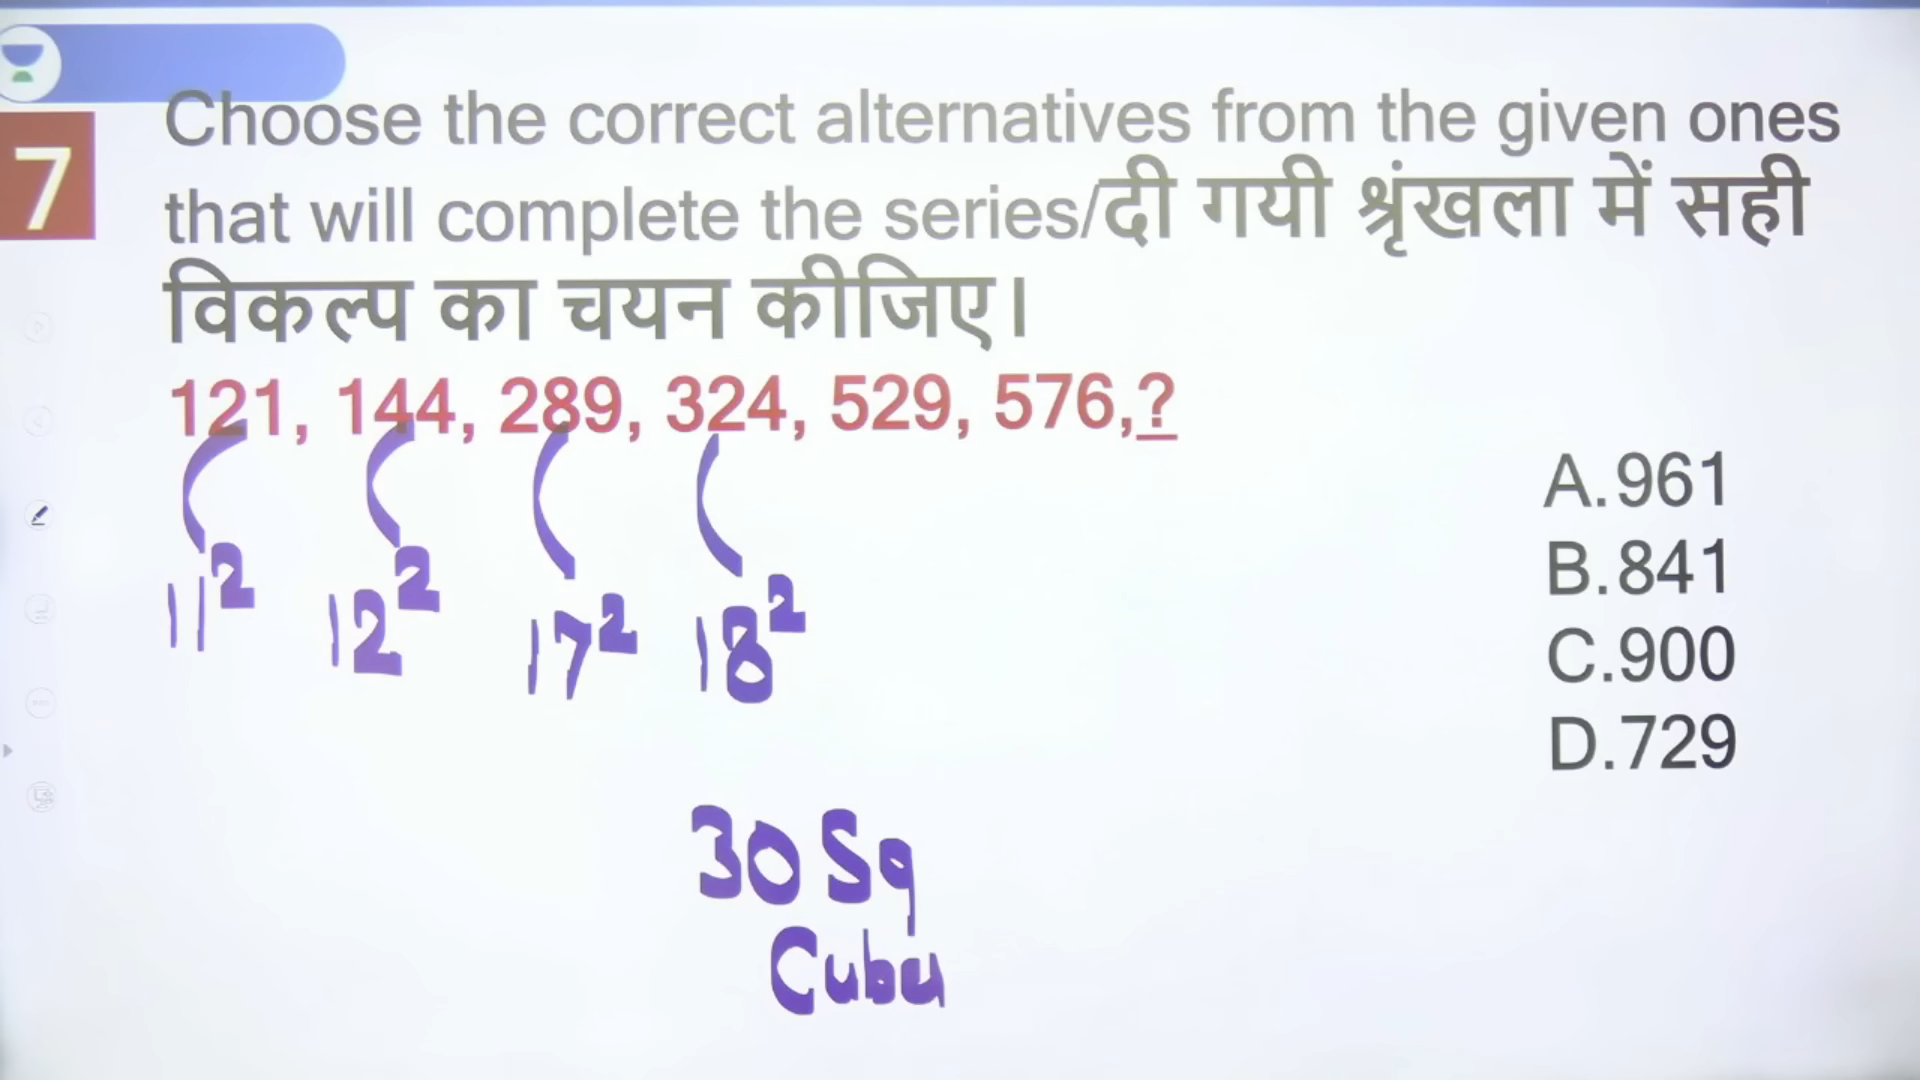 7
Choose the correct alternatives from the given ones
that will complete the series/दी गयी श्रृंखला में सही
विकल्प का चयन कीजिए।
121, 144, 289, 324, 529, 576,?
11² 12² 17² 18²
A.961
B.841
C.900
D.729
30 Sq
Cubu